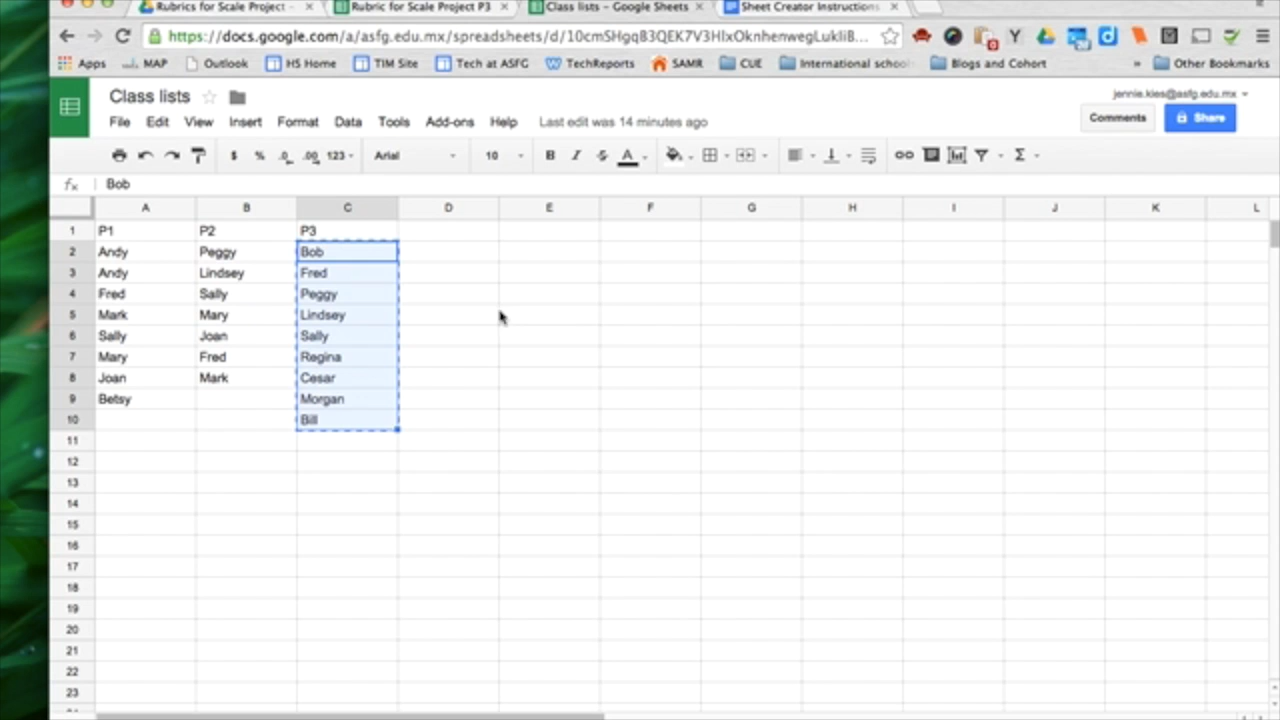 Rubrics for Scale Project - Rubric for Scale Project P3 Class lists - Google Sheets Sheet Creator Instructions
https://docs.google.com/a/asfg.edu.mx/spreadsheets/d/
Apps MAP Outlook HS Home TIM Site Tech at ASFG TechReports SAMR CUE International schoo Blogs and Cohort » Other Bookmarks
Class lists
jennie.kies@asfg.edu.mx
File Edit View Insert Format Data Tools Add-ons Help Last edit was 14 minutes ago
Comments Share
$ % .0 .00 123 Arial 10 B I S A Σ
fx Bob
A B C D E F G H I J K L
1 P1 P2 P3
2 Andy Peggy Bob
3 Andy Lindsey Fred
4 Fred Sally Peggy
5 Mark Mary Lindsey
6 Sally Joan Sally
7 Mary Fred Regina
8 Joan Mark Cesar
9 Betsy Morgan
10 Bill
11
12
13
14
15
16
17
18
19
20
21
22
23